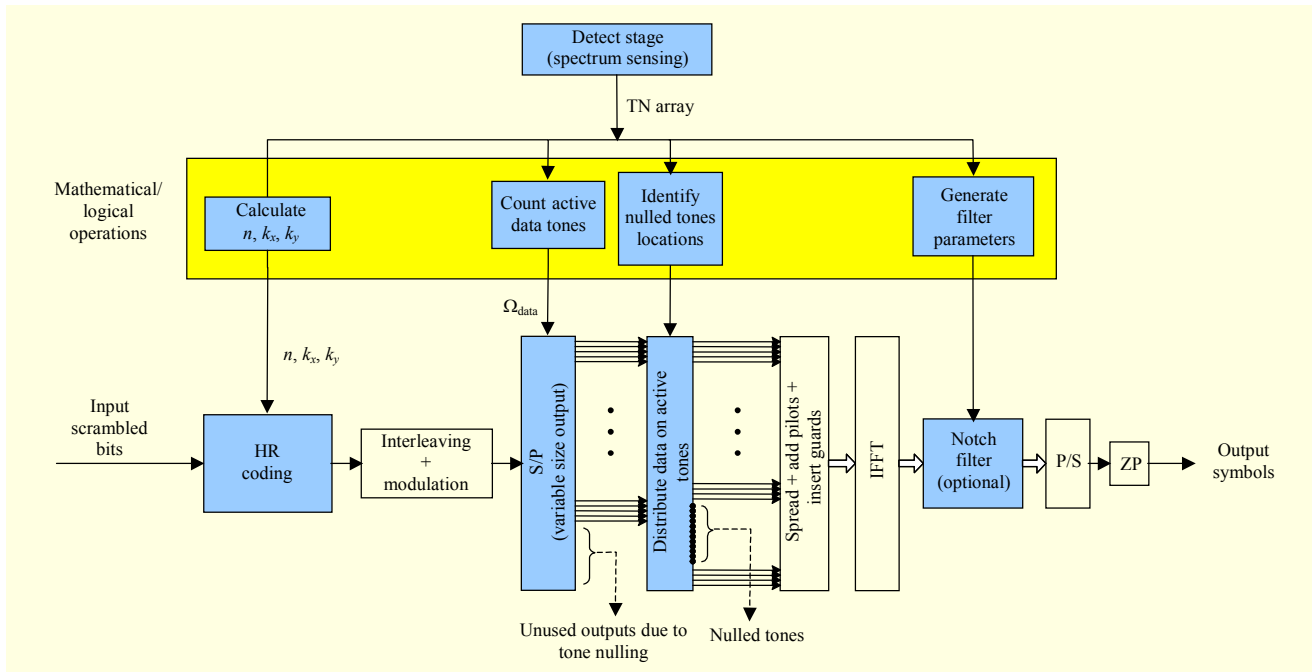 Detect stage
(spectrum sensing)
TN array
Mathematical/
logical
operations
Calculate
n, kx, ky
Count active
data tones
Identify
nulled tones
locations
Generate
filter
parameters
Ωdata
n, kx, ky
Input
scrambled
bits
HR
coding
Interleaving
+
modulation
S/P
(variable size output)
Distribute data on active
tones
Spread + add pilots +
insert guards
IFFT
Notch
filter
(optional)
P/S
ZP
Output
symbols
Unused outputs due to
tone nulling
Nulled tones